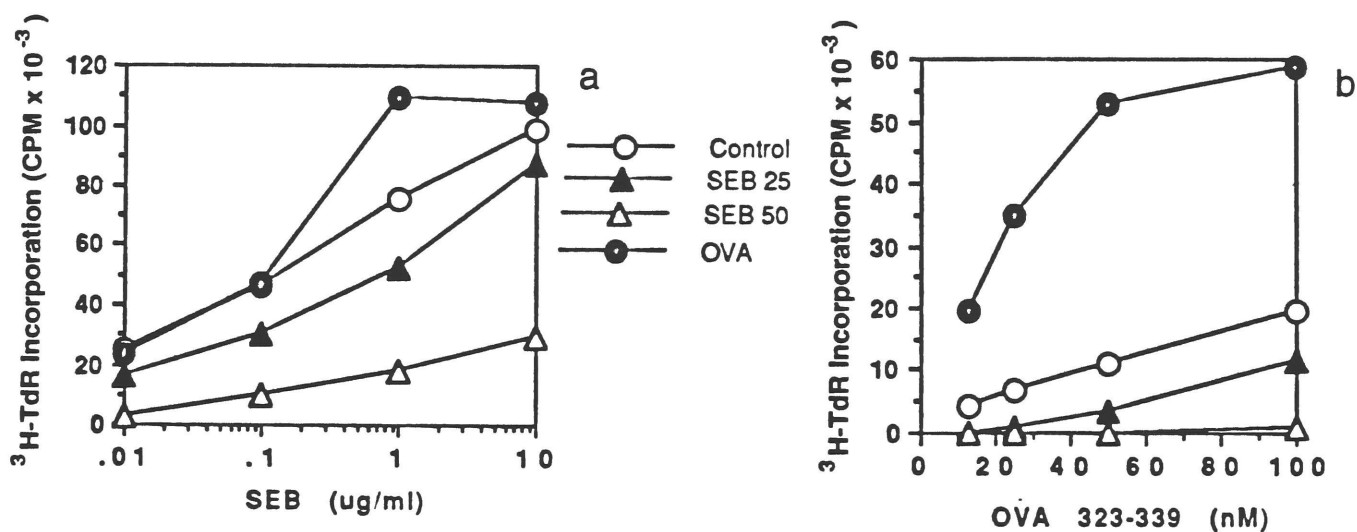 a
³H-TdR Incorporation (CPM x 10⁻³)
120
100
80
60
40
20
0
.01 .1 1 10
SEB (ug/ml)
Control
SEB 25
SEB 50
OVA
b
³H-TdR Incorporation (CPM x 10⁻³)
60
50
40
30
20
10
0
0 20 40 60 80 100
OVA 323-339 (nM)